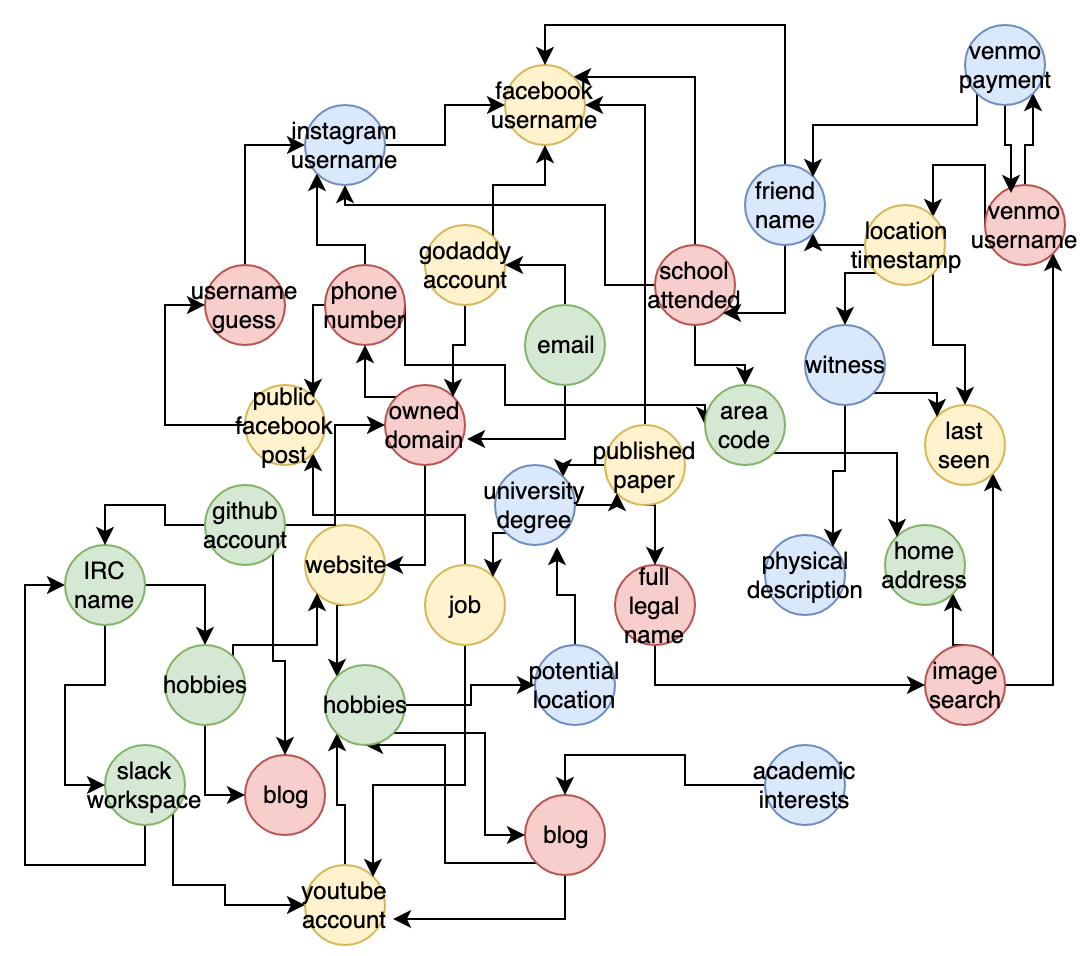 venmo
payment
facebook
username
instagram
username
friend
name
venmo
username
location
timestamp
godaddy
account
school
attended
username
guess
phone
number
email
witness
public
facebook
post
owned
domain
area
code
last
seen
published
paper
university
degree
github
account
website
IRC
name
job
full
legal
name
physical
description
home
address
hobbies
hobbies
potential
location
image
search
slack
workspace
blog
academic
interests
blog
youtube
account